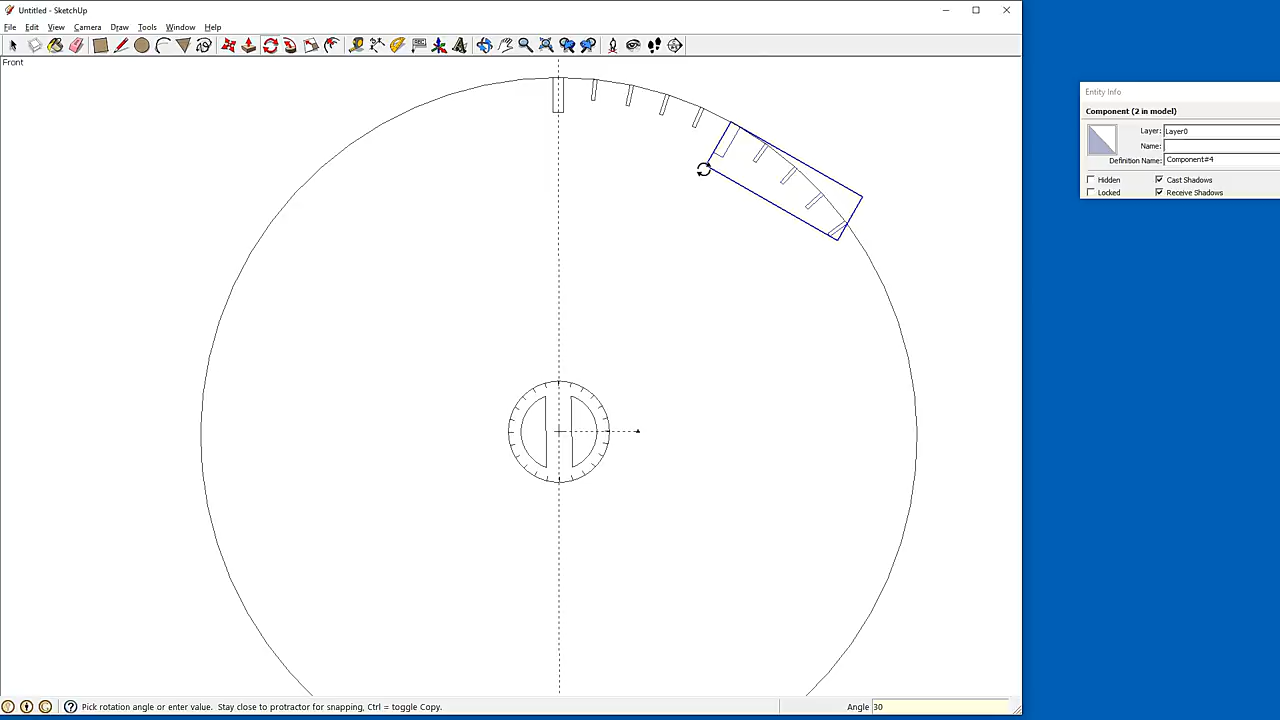 Untitled - SketchUp
File Edit View Camera Draw Tools Window Help
Front
Entity Info
Component (2 in model)
Layer: Layer0
Name:
Definition Name: Component#4
Hidden Cast Shadows
Locked Receive Shadows
Pick rotation angle or enter value. Stay close to protractor for snapping, Ctrl = toggle Copy. Angle 30